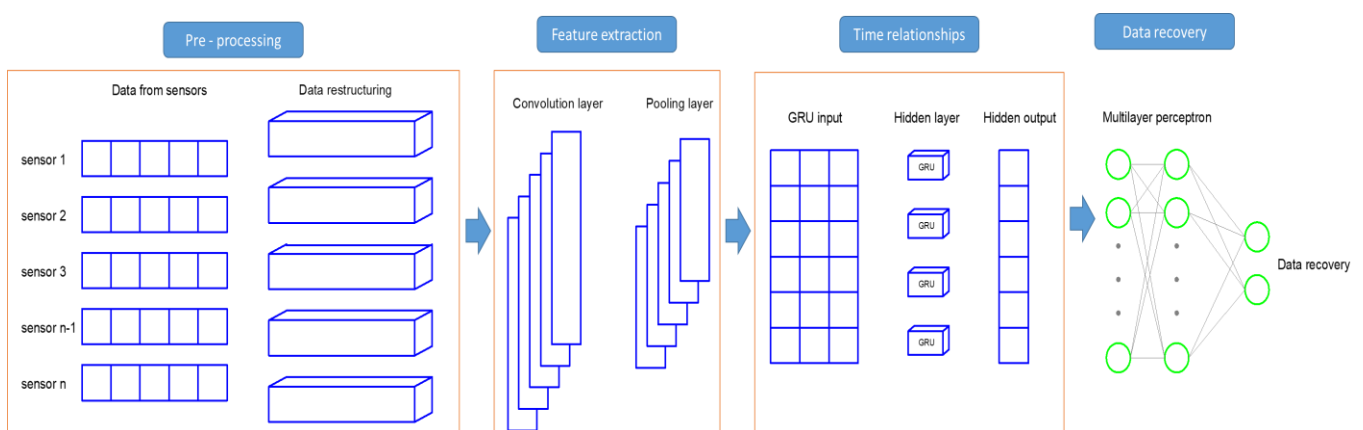 Pre - processing
Feature extraction
Time relationships
Data recovery
Data from sensors
Data restructuring
sensor 1
sensor 2
sensor 3
sensor n-1
sensor n
Convolution layer
Pooling layer
GRU input
Hidden layer
Hidden output
GRU
GRU
GRU
GRU
Multilayer perceptron
Data recovery